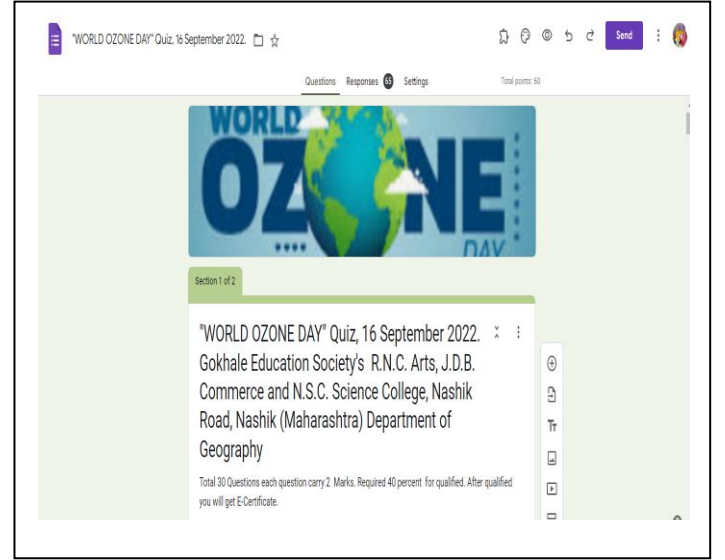 "WORLD OZONE DAY" Quiz, 16 September 2022.
Send
Questions Responses 65 Settings
Total points: 60
WORLD
OZONE
DAY
Section 1 of 2
"WORLD OZONE DAY" Quiz, 16 September 2022.
Gokhale Education Society's R.N.C. Arts, J.D.B.
Commerce and N.S.C. Science College, Nashik
Road, Nashik (Maharashtra) Department of
Geography
Total 30 Questions each question carry 2 Marks. Required 40 percent for qualified. After qualified
you will get E-Certificate.
Tт